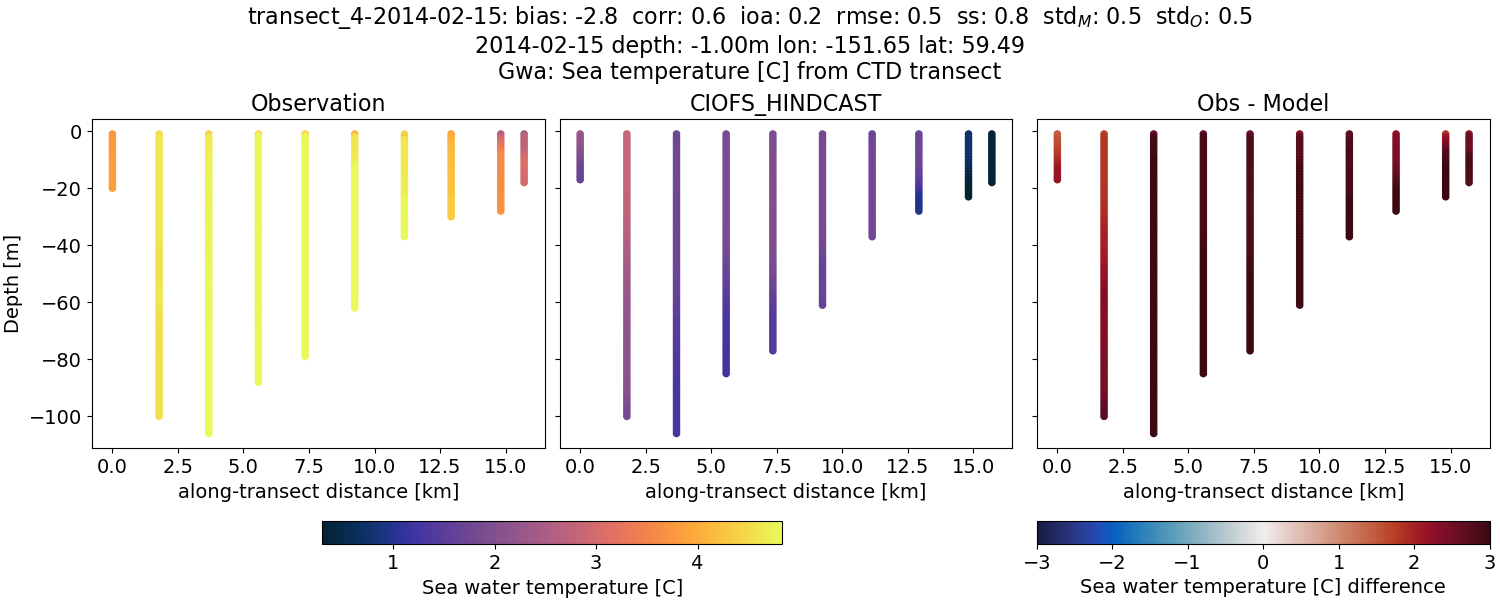 transect_4-2014-02-15: bias: -2.8  corr: 0.6  ioa: 0.2  rmse: 0.5  ss: 0.8  std_M: 0.5  std_O: 0.5
2014-02-15 depth: -1.00m lon: -151.65 lat: 59.49
Gwa: Sea temperature [C] from CTD transect
Observation
CIOFS_HINDCAST
Obs - Model
Depth [m]
0
−20
−40
−60
−80
−100
0.0 2.5 5.0 7.5 10.0 12.5 15.0
0.0 2.5 5.0 7.5 10.0 12.5 15.0
0.0 2.5 5.0 7.5 10.0 12.5 15.0
along-transect distance [km]
along-transect distance [km]
along-transect distance [km]
1 2 3 4
Sea water temperature [C]
−3 −2 −1 0 1 2 3
Sea water temperature [C] difference